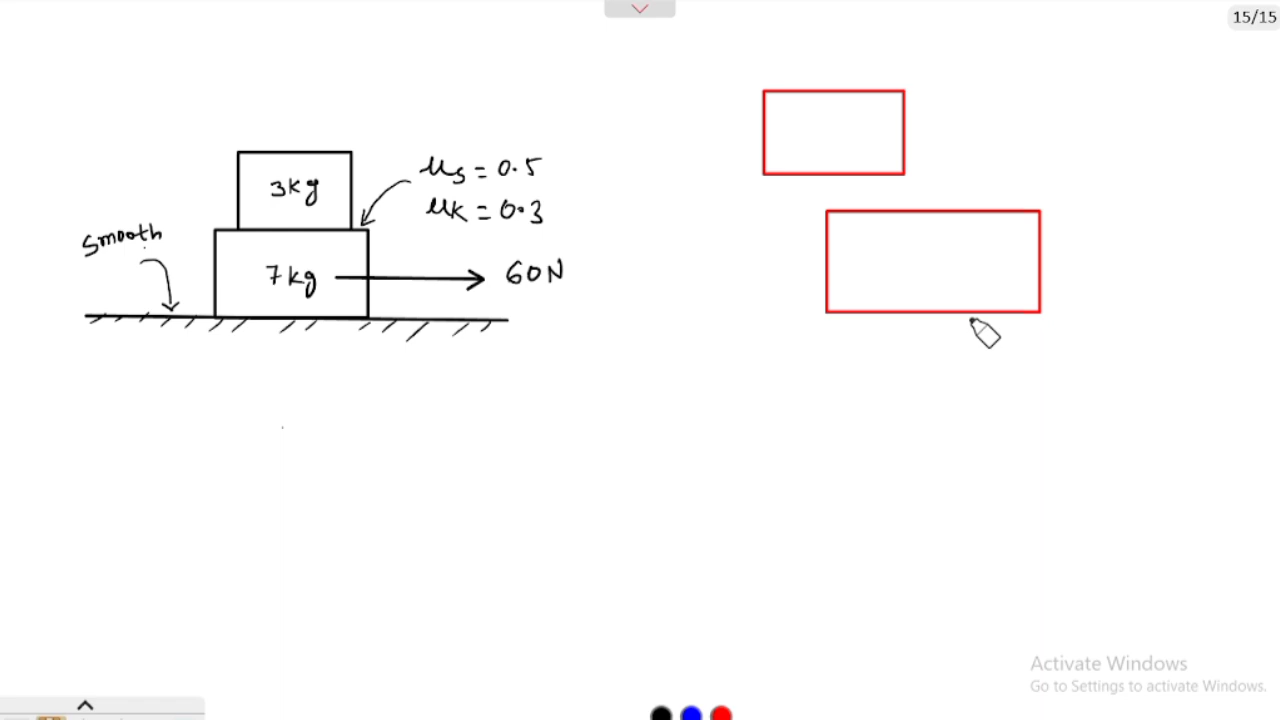 15/15
3kg
μs = 0.5
μk = 0.3
smooth
7kg
60N
Activate Windows
Go to Settings to activate Windows.